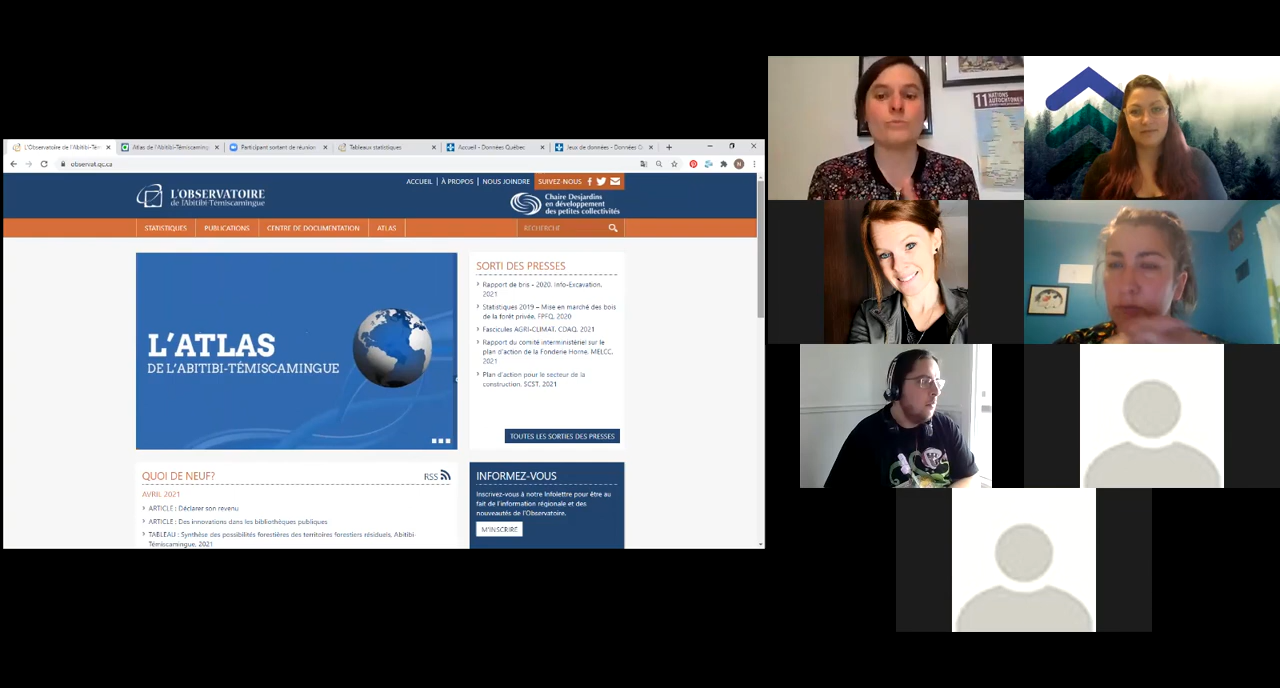 L'Observatoire de l'Abitibi-Tém
Atlas de l'Abitibi-Témiscaming
Participant sortant de réunion
Tableaux statistiques
Accueil - Données Québec
Jeux de données - Données Q
observat.qc.ca
ACCUEIL | À PROPOS | NOUS JOINDRE SUIVEZ-NOUS
L'OBSERVATOIRE
de l'Abitibi-Témiscamingue
Chaire Desjardins
en développement
des petites collectivités
STATISTIQUES PUBLICATIONS CENTRE DE DOCUMENTATION ATLAS RECHERCHE
L'ATLAS
DE L'ABITIBI-TÉMISCAMINGUE
SORTI DES PRESSES
Rapport de bris - 2020, Info-Excavation,
2021
Statistiques 2019 – Mise en marché des bois
de la forêt privée, FPFQ, 2020
Fascicules AGRI-CLIMAT, CDAQ, 2021
Rapport du comité interministériel sur le
plan d'action de la Fonderie Horne, MELCC,
2021
Plan d'action pour le secteur de la
construction, SCST, 2021
TOUTES LES SORTIES DES PRESSES
QUOI DE NEUF?
RSS
AVRIL 2021
ARTICLE : Déclarer son revenu
ARTICLE : Des innovations dans les bibliothèques publiques
TABLEAU : Synthèse des possibilités forestières des territoires forestiers résiduels, Abitibi-
Témiscamingue, 2021
INFORMEZ-VOUS
Inscrivez-vous à notre Infolettre pour être au
fait de l'information régionale et des
nouveautés de l'Observatoire.
M'INSCRIRE
11 NATIONS
AUTOCHTONES